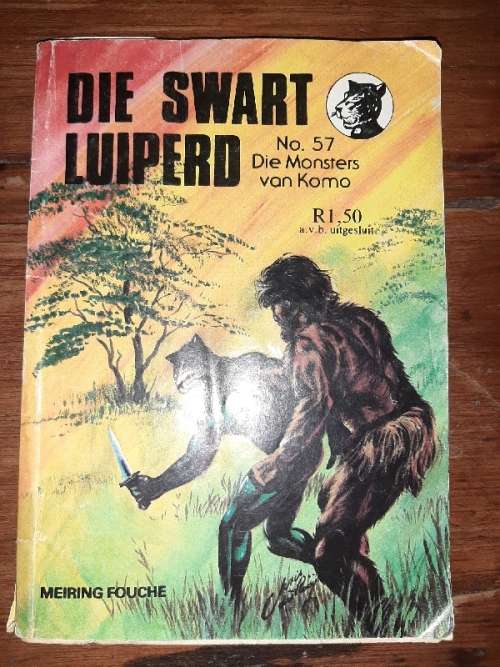 DIE SWART
LUIPERD
No. 57
Die Monsters
van Komo
R1,50
a.v.b. uitgesluit
MEIRING FOUCHE